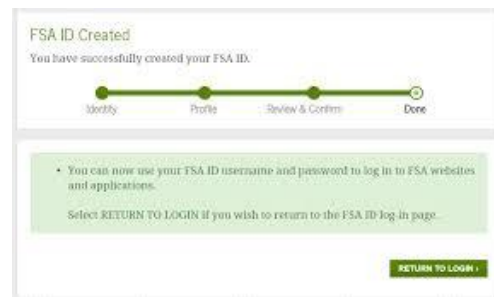 FSA ID Created
You have successfully created your FSA ID.
Identity Profile Review & Confirm Done
• You can now use your FSA ID username and password to log in to FSA websites
and applications.
Select RETURN TO LOGIN if you wish to return to the FSA ID log-in page.
RETURN TO LOGIN ›